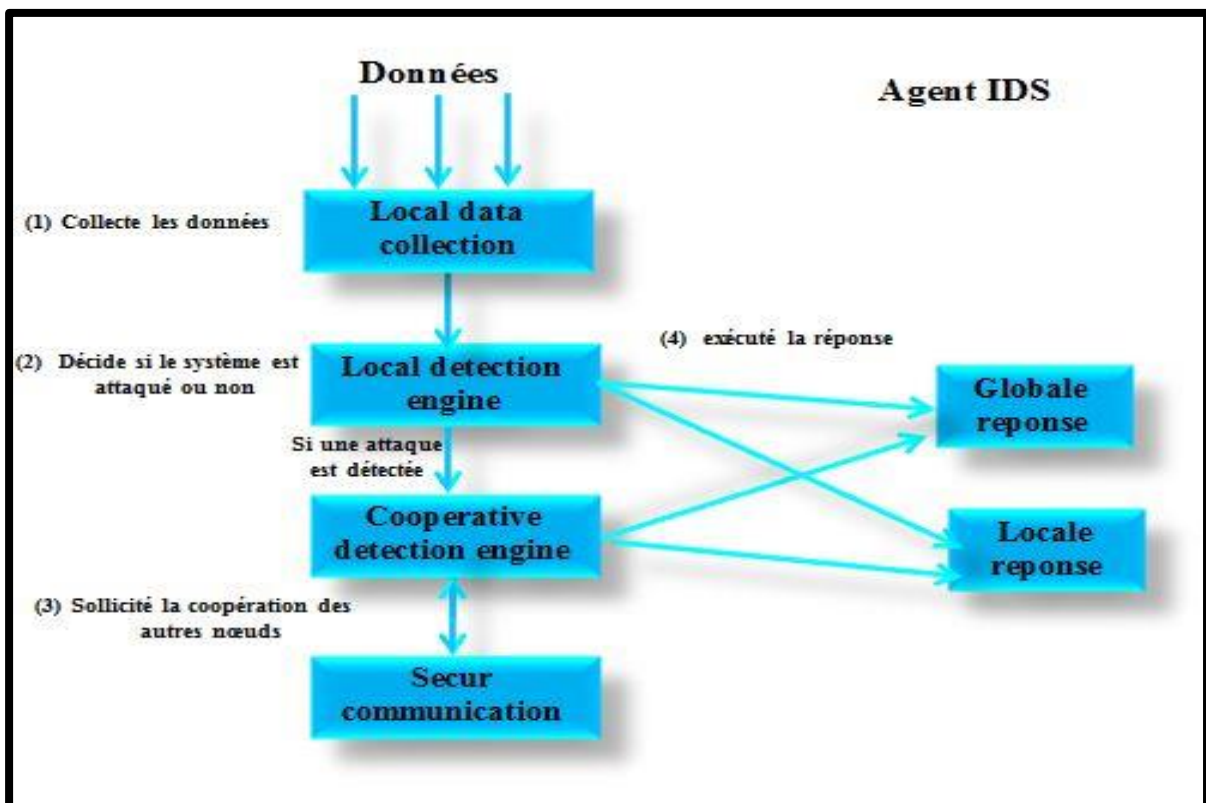 Données
Agent IDS
(1) Collecte les données
Local data
collection
(2) Décide si le système est
attaqué ou non
Local detection
engine
(4) exécuté la réponse
Globale
reponse
Si une attaque
est détectée
Cooperative
detection engine
Locale
reponse
(3) Sollicité la coopération des
autres nœuds
Secur
communication